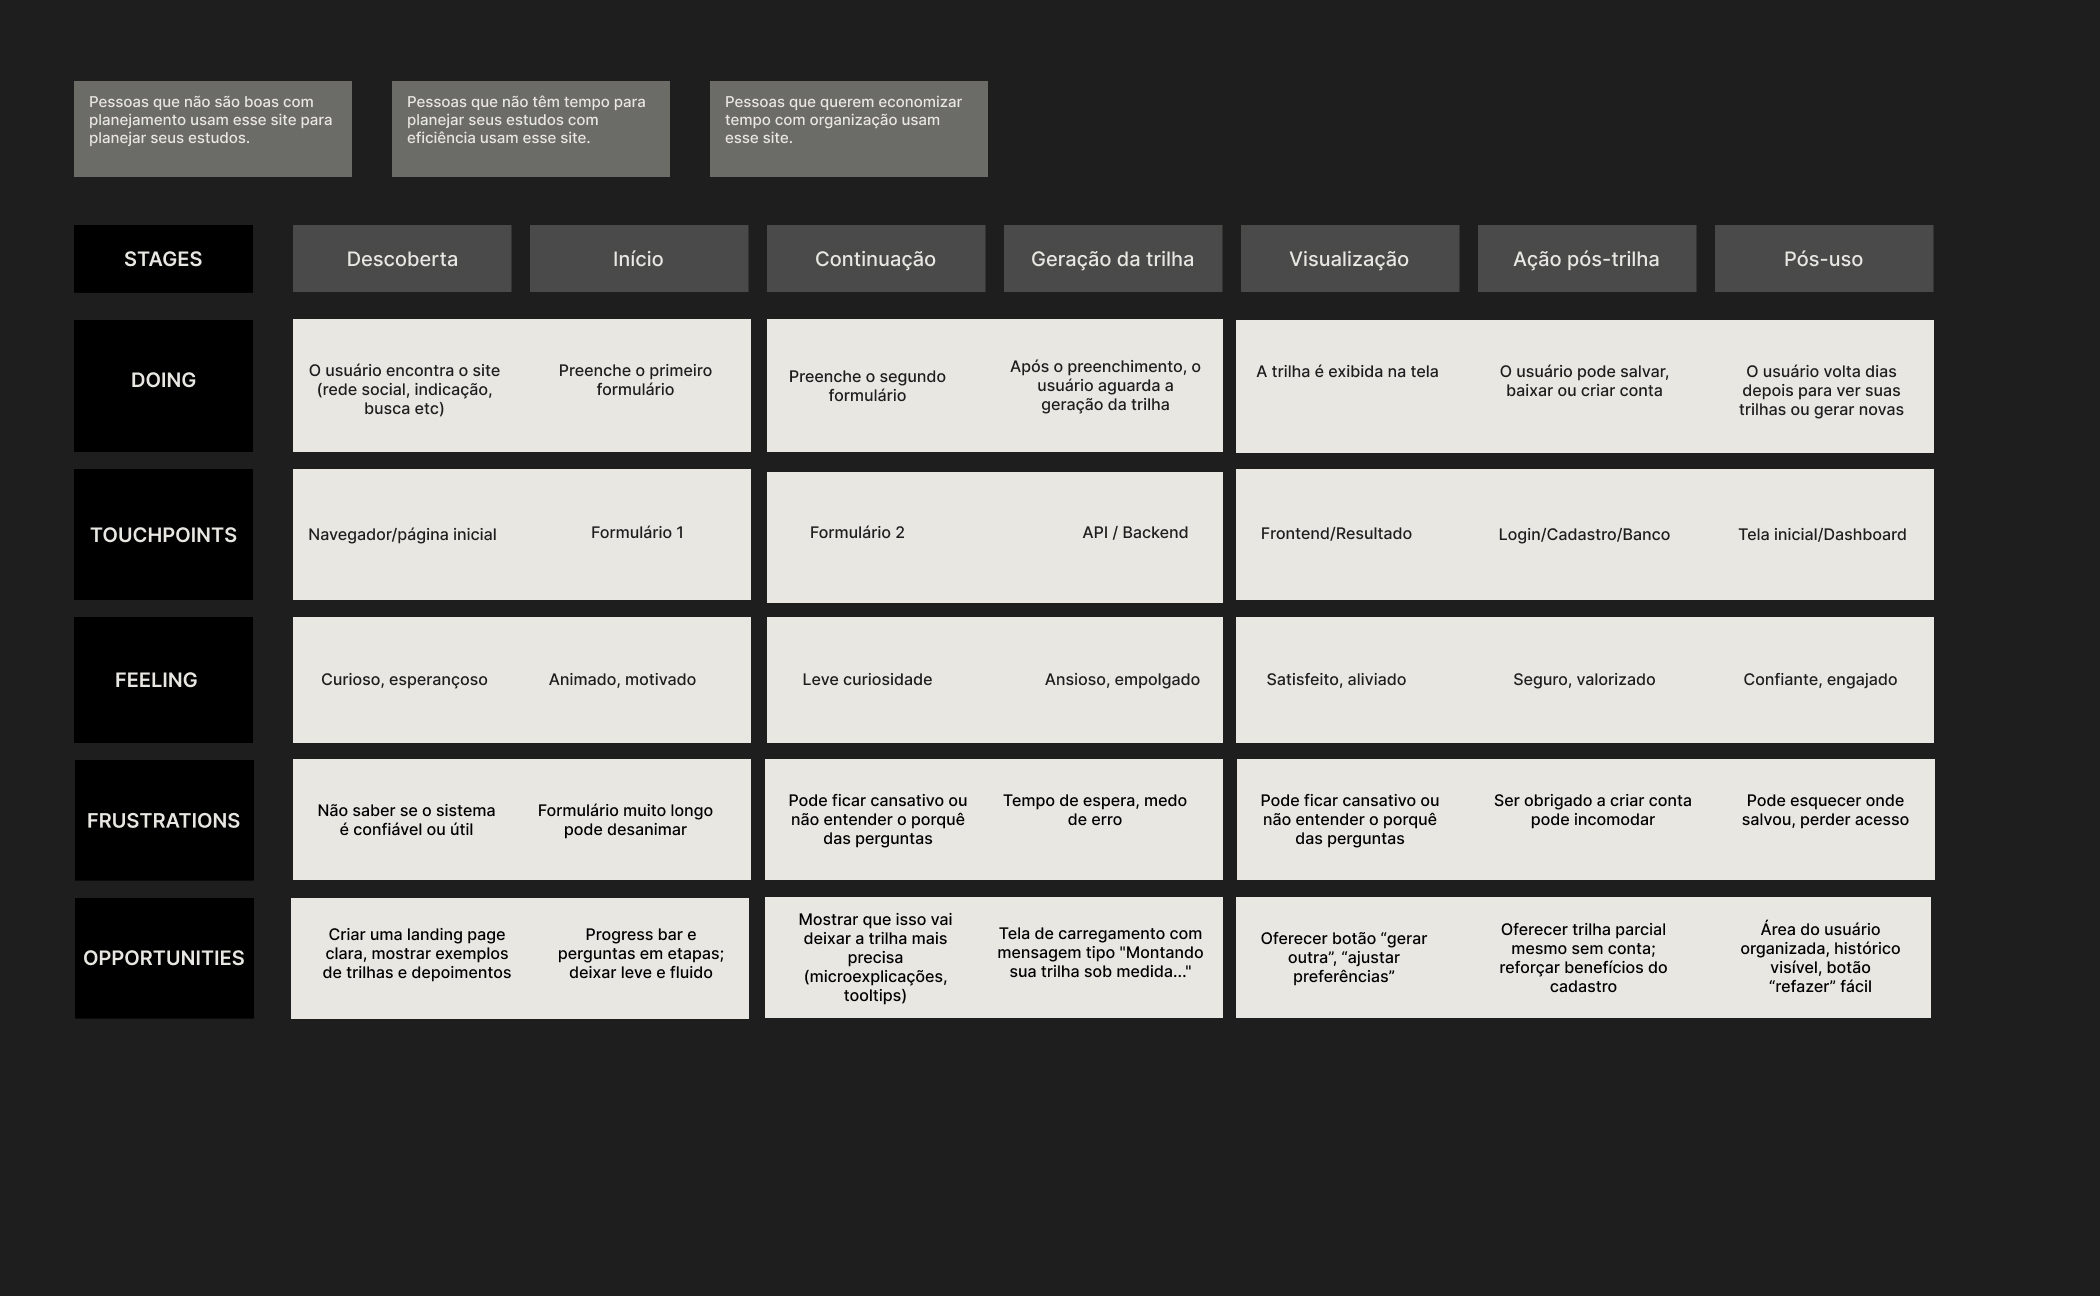 Pessoas que não são boas com
planejamento usam esse site para
planejar seus estudos.
Pessoas que não têm tempo para
planejar seus estudos com
eficiência usam esse site.
Pessoas que querem economizar
tempo com organização usam
esse site.
STAGES
Descoberta
Início
Continuação
Geração da trilha
Visualização
Ação pós-trilha
Pós-uso
DOING
O usuário encontra o site
(rede social, indicação,
busca etc)
Preenche o primeiro
formulário
Preenche o segundo
formulário
Após o preenchimento, o
usuário aguarda a
geração da trilha
A trilha é exibida na tela
O usuário pode salvar,
baixar ou criar conta
O usuário volta dias
depois para ver suas
trilhas ou gerar novas
TOUCHPOINTS
Navegador/página inicial
Formulário 1
Formulário 2
API / Backend
Frontend/Resultado
Login/Cadastro/Banco
Tela inicial/Dashboard
FEELING
Curioso, esperançoso
Animado, motivado
Leve curiosidade
Ansioso, empolgado
Satisfeito, aliviado
Seguro, valorizado
Confiante, engajado
FRUSTRATIONS
Não saber se o sistema
é confiável ou útil
Formulário muito longo
pode desanimar
Pode ficar cansativo ou
não entender o porquê
das perguntas
Tempo de espera, medo
de erro
Pode ficar cansativo ou
não entender o porquê
das perguntas
Ser obrigado a criar conta
pode incomodar
Pode esquecer onde
salvou, perder acesso
OPPORTUNITIES
Criar uma landing page
clara, mostrar exemplos
de trilhas e depoimentos
Progress bar e
perguntas em etapas;
deixar leve e fluido
Mostrar que isso vai
deixar a trilha mais
precisa
(microexplicações,
tooltips)
Tela de carregamento com
mensagem tipo "Montando
sua trilha sob medida..."
Oferecer botão “gerar
outra”, “ajustar
preferências”
Oferecer trilha parcial
mesmo sem conta;
reforçar benefícios do
cadastro
Área do usuário
organizada, histórico
visível, botão
“refazer” fácil